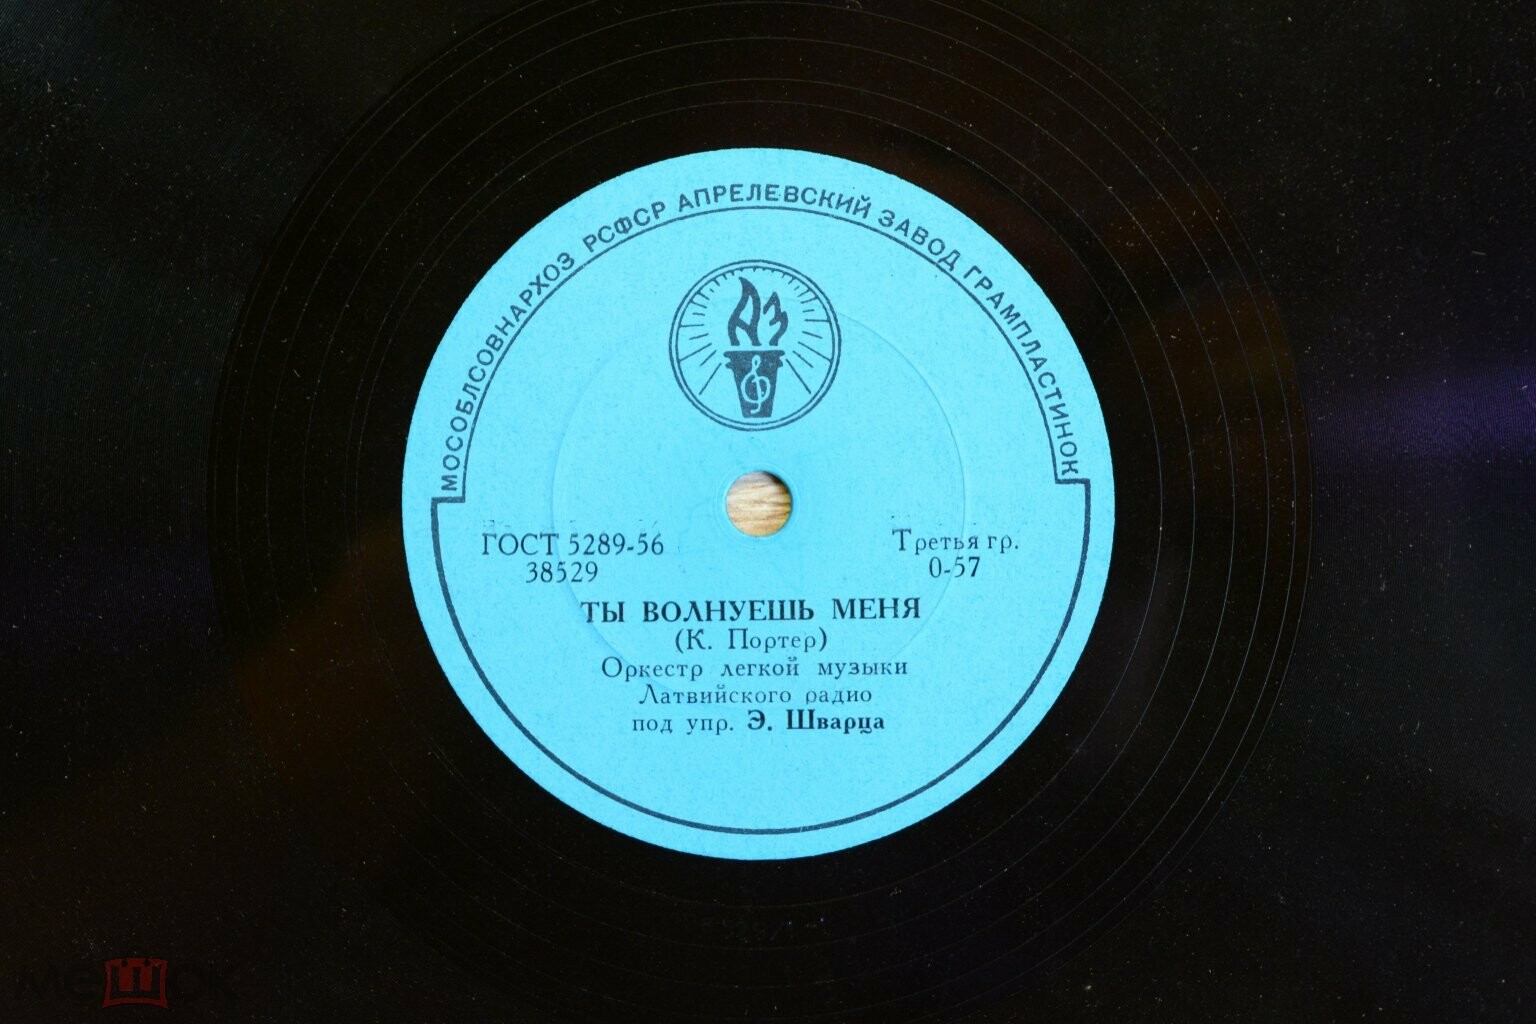 МОСОБЛСОВНАРХОЗ РСФСР АПРЕЛЕВСКИЙ ЗАВОД ГРАМПЛАСТИНОК
АЗ
ГОСТ 5289-56
38529
Третья гр.
0-57
ТЫ ВОЛНУЕШЬ МЕНЯ
(К. Портер)
Оркестр легкой музыки
Латвийского радио
под упр. Э. Шварца
мешок